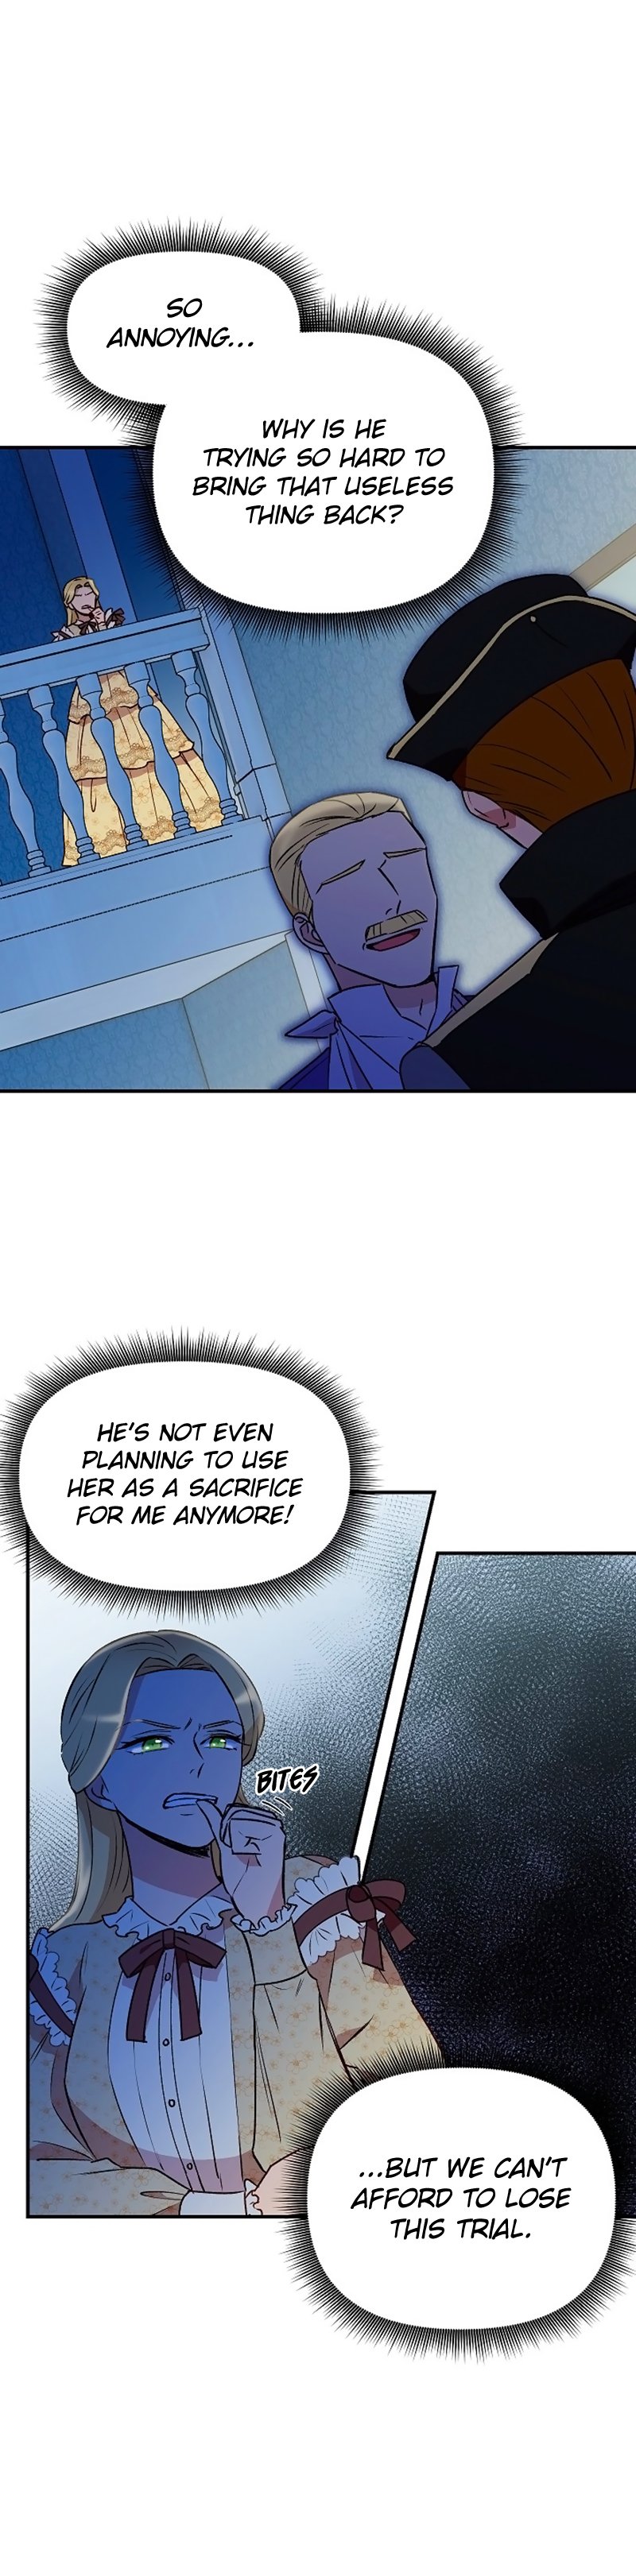 SO
ANNOYING...
WHY IS HE
TRYING SO HARD TO
BRING THAT USELESS
THING BACK?
HE'S NOT EVEN
PLANNING TO USE
HER AS A SACRIFICE
FOR ME ANYMORE!
BITES
...BUT WE CAN'T
AFFORD TO LOSE
THIS TRIAL.